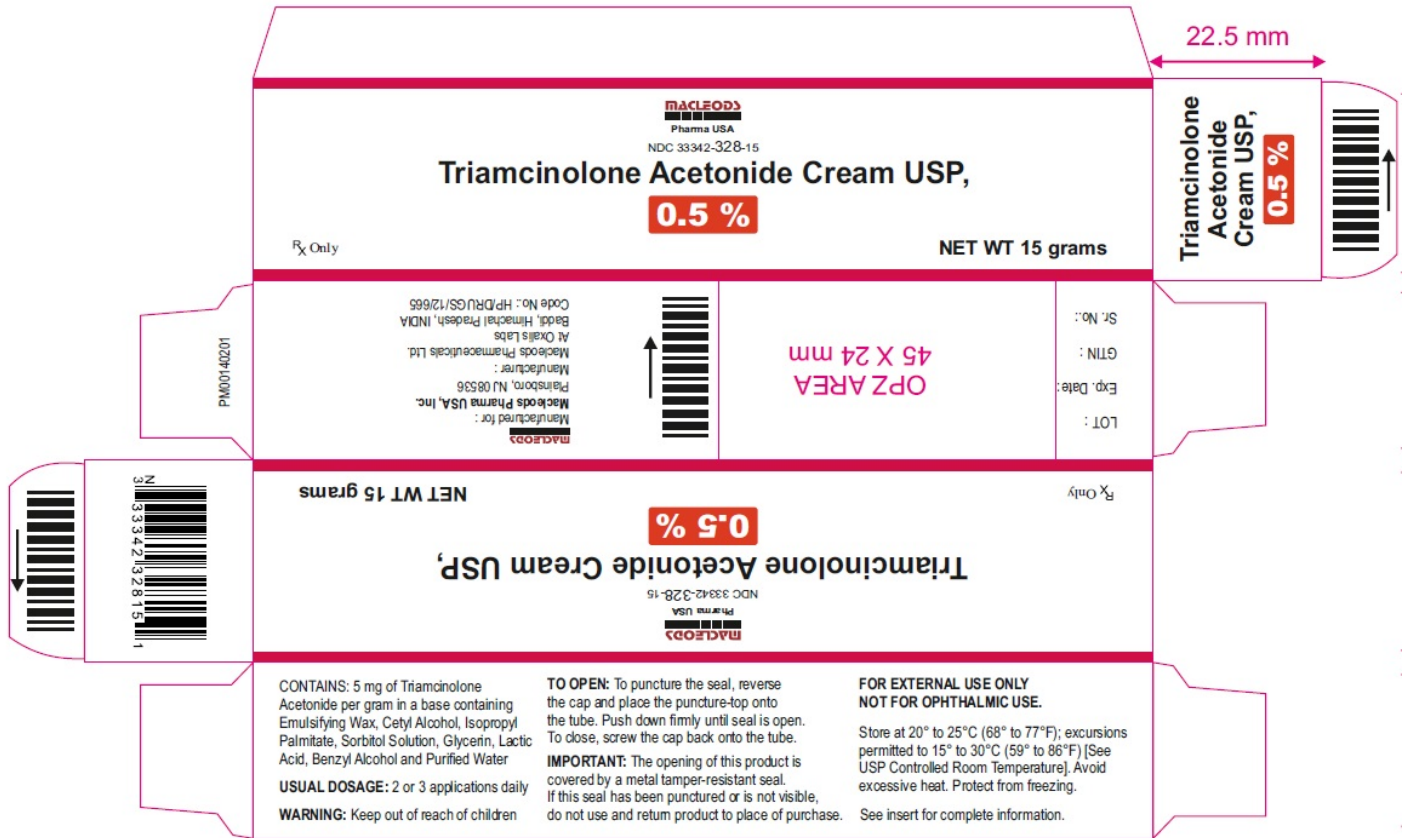 22.5 mm
MACLEODS
Pharma USA
NDC 33342-328-15
Triamcinolone Acetonide Cream USP,
0.5 %
Rx Only
NET WT 15 grams
Triamcinolone
Acetonide
Cream USP,
0.5 %
PM00140201
MACLEODS
Manufactured for :
Macleods Pharma USA, Inc.
Plainsboro, NJ 08536
Manufacturer :
Macleods Pharmaceuticals Ltd.
At Oxalis Labs
Baddi, Himachal Pradesh, INDIA
Code No.: HP/DRUGS/12/665
OPZ AREA
45 X 24 mm
LOT :
Exp. Date :
GTIN :
Sr. No.:
N
3 33342 32815 1
MACLEODS
Pharma USA
NDC 33342-328-15
Triamcinolone Acetonide Cream USP,
0.5 %
Rx Only
NET WT 15 grams
CONTAINS: 5 mg of Triamcinolone
Acetonide per gram in a base containing
Emulsifying Wax, Cetyl Alcohol, Isopropyl
Palmitate, Sorbitol Solution, Glycerin, Lactic
Acid, Benzyl Alcohol and Purified Water
USUAL DOSAGE: 2 or 3 applications daily
WARNING: Keep out of reach of children
TO OPEN: To puncture the seal, reverse
the cap and place the puncture-top onto
the tube. Push down firmly until seal is open.
To close, screw the cap back onto the tube.
IMPORTANT: The opening of this product is
covered by a metal tamper-resistant seal.
If this seal has been punctured or is not visible,
do not use and return product to place of purchase.
FOR EXTERNAL USE ONLY
NOT FOR OPHTHALMIC USE.
Store at 20° to 25°C (68° to 77°F); excursions
permitted to 15° to 30°C (59° to 86°F) [See
USP Controlled Room Temperature]. Avoid
excessive heat. Protect from freezing.
See insert for complete information.